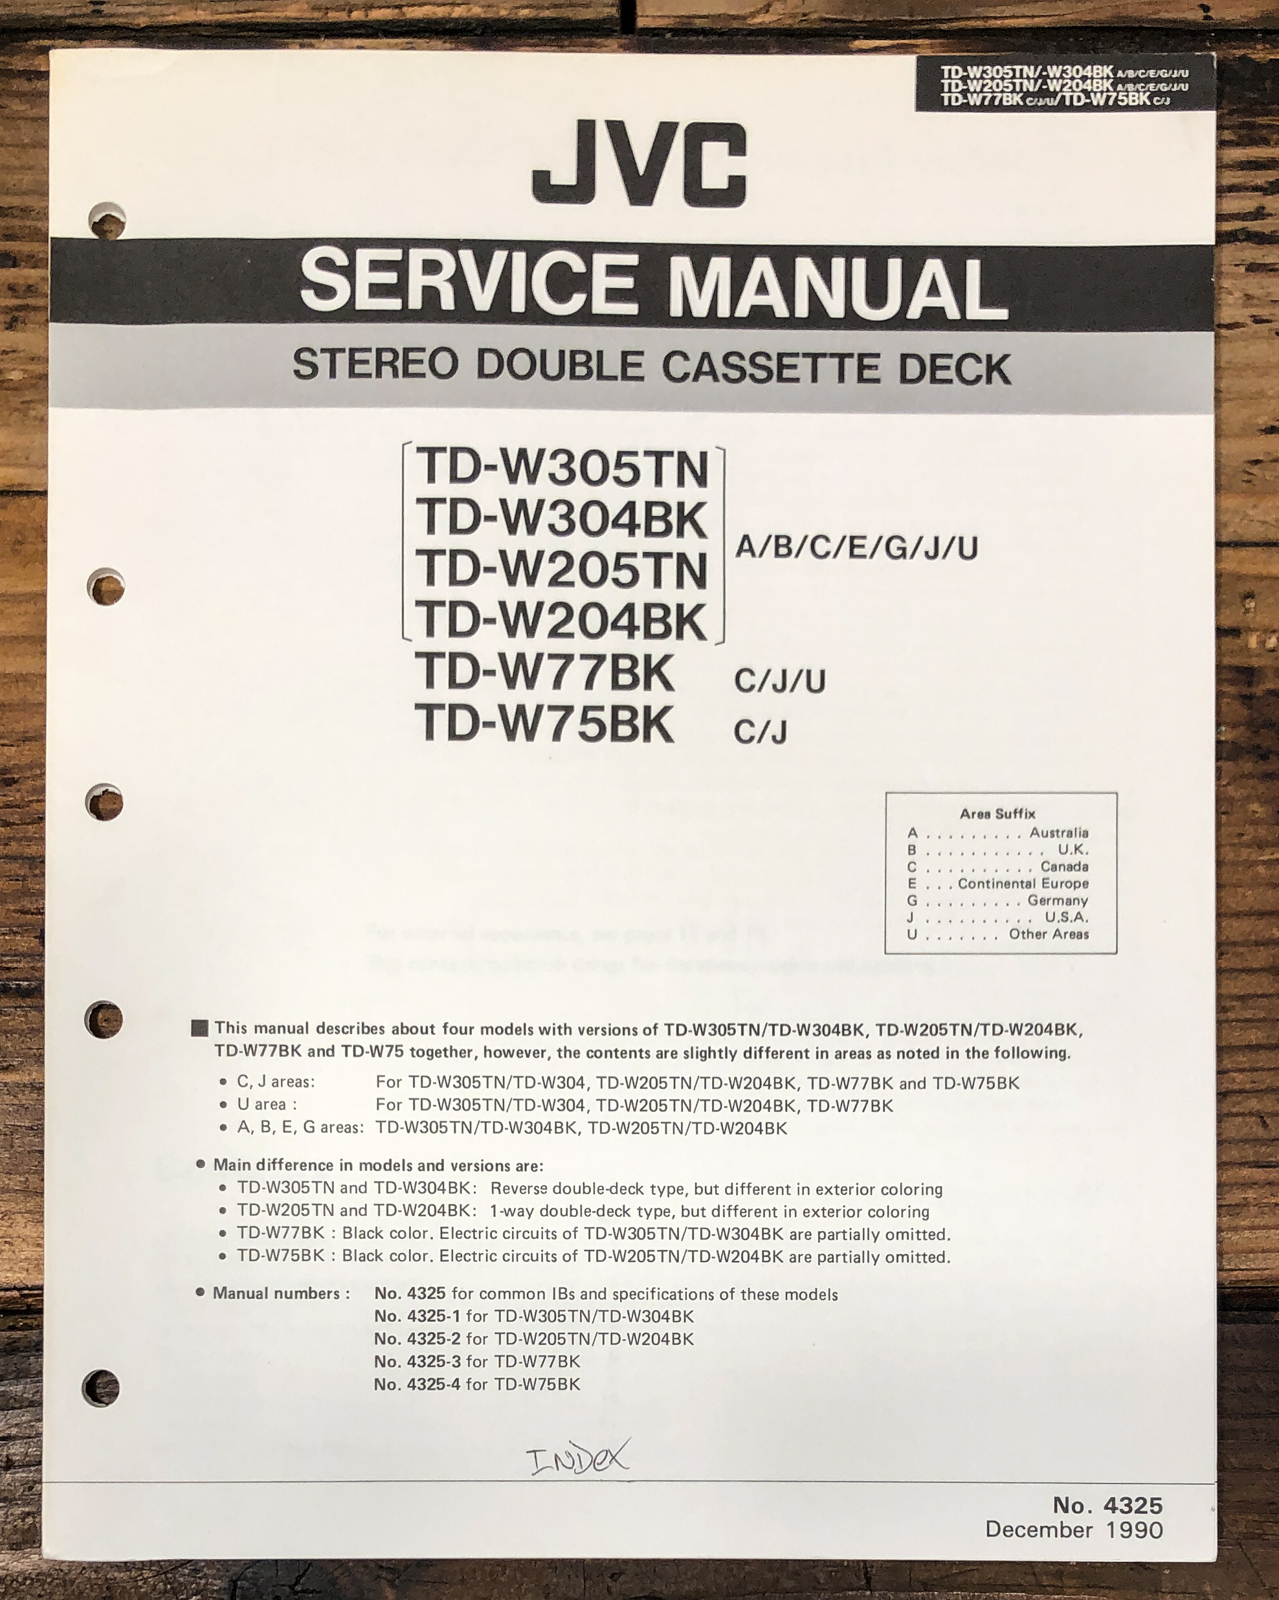 TD-W305TN/-W304BK A/B/C/E/G/J/U
TD-W205TN/-W204BK A/B/C/E/G/J/U
TD-W77BK C/J/U/TD-W75BK C/J
JVC
SERVICE MANUAL
STEREO DOUBLE CASSETTE DECK
TD-W305TN
TD-W304BK
A/B/C/E/G/J/U
TD-W205TN
TD-W204BK
TD-W77BK C/J/U
TD-W75BK C/J
Area Suffix
A . . . . . . . . . Australia
B . . . . . . . . . . . U.K.
C . . . . . . . . . . Canada
E . . . Continental Europe
G . . . . . . . . . Germany
J . . . . . . . . . . U.S.A.
U . . . . . . . Other Areas
■ This manual describes about four models with versions of TD-W305TN/TD-W304BK, TD-W205TN/TD-W204BK,
TD-W77BK and TD-W75 together, however, the contents are slightly different in areas as noted in the following.
• C, J areas: For TD-W305TN/TD-W304, TD-W205TN/TD-W204BK, TD-W77BK and TD-W75BK
• U area : For TD-W305TN/TD-W304, TD-W205TN/TD-W204BK, TD-W77BK
• A, B, E, G areas: TD-W305TN/TD-W304BK, TD-W205TN/TD-W204BK
• Main difference in models and versions are:
• TD-W305TN and TD-W304BK: Reverse double-deck type, but different in exterior coloring
• TD-W205TN and TD-W204BK: 1-way double-deck type, but different in exterior coloring
• TD-W77BK : Black color. Electric circuits of TD-W305TN/TD-W304BK are partially omitted.
• TD-W75BK : Black color. Electric circuits of TD-W205TN/TD-W204BK are partially omitted.
• Manual numbers : No. 4325 for common IBs and specifications of these models
No. 4325-1 for TD-W305TN/TD-W304BK
No. 4325-2 for TD-W205TN/TD-W204BK
No. 4325-3 for TD-W77BK
No. 4325-4 for TD-W75BK
INDEX
No. 4325
December 1990